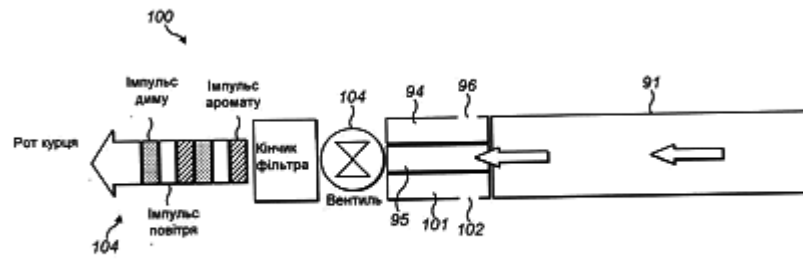 100
Імпульс
диму
Імпульс
аромату
104
94
96
91
Рот курця
Кінчик
фільтра
Вентиль
Імпульс
повітря
104
95
101
102